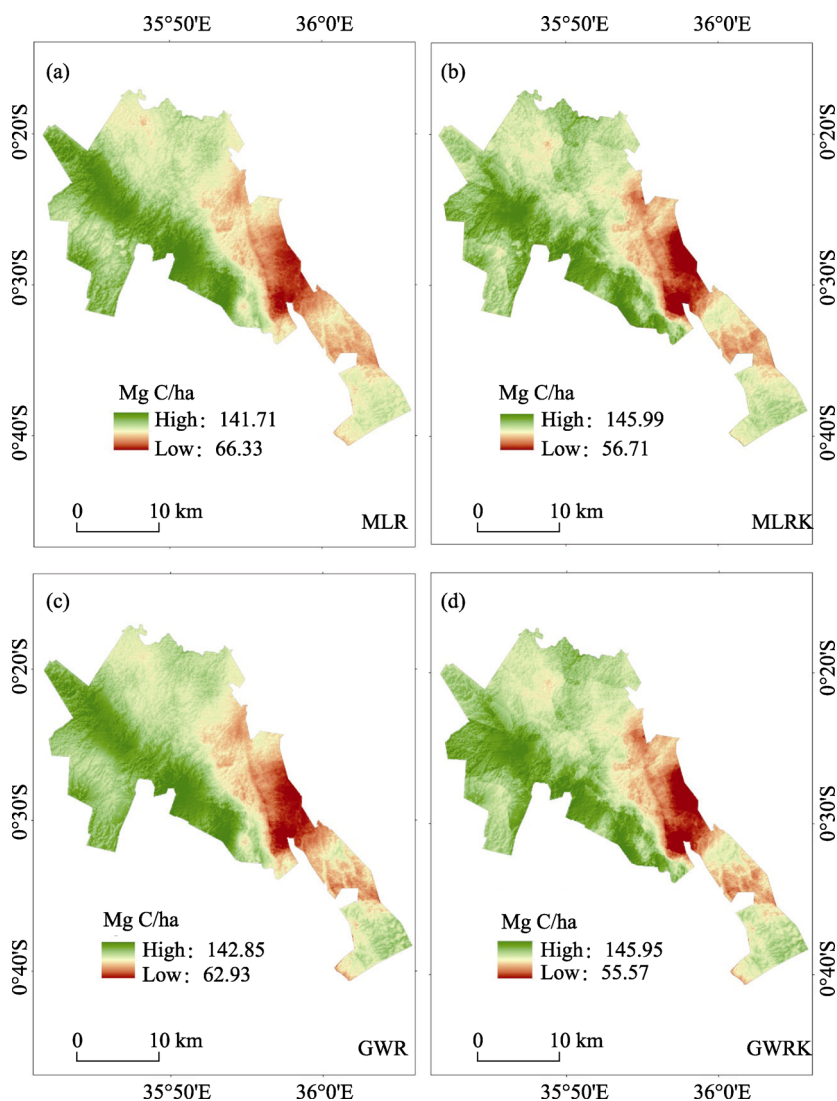 35°50'E 36°0'E 35°50'E 36°0'E
(a) (b)
0°20'S 0°20'S
0°30'S 0°30'S
Mg C/ha Mg C/ha
High: 141.71 High: 145.99
Low: 66.33 Low: 56.71
0°40'S 0°40'S
0 10 km 0 10 km
MLR MLRK
(c) (d)
0°20'S 0°20'S
0°30'S 0°30'S
Mg C/ha Mg C/ha
High: 142.85 High: 145.95
Low: 62.93 Low: 55.57
0°40'S 0°40'S
0 10 km 0 10 km
GWR GWRK
35°50'E 36°0'E 35°50'E 36°0'E